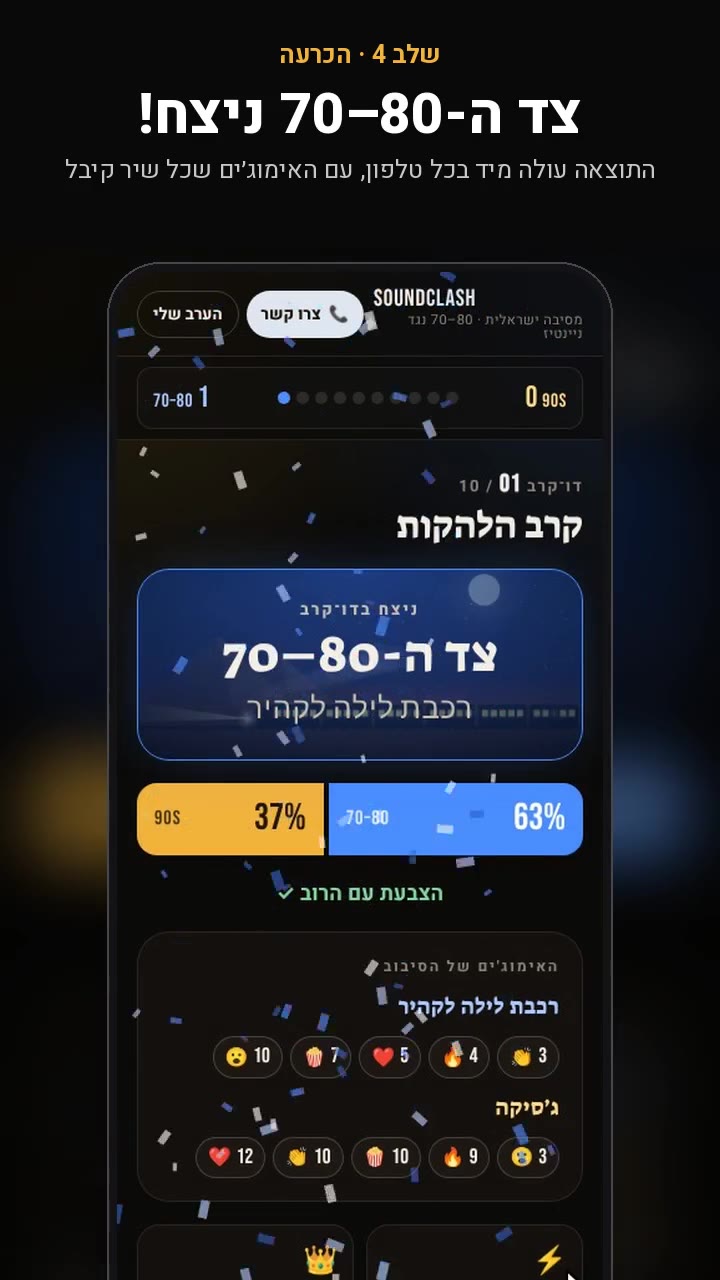 שלב 4 · הכרעה
צד ה-70–80 ניצח!
התוצאה עולה מיד בכל טלפון, עם האימוג׳ים שכל שיר קיבל
SOUNDCLASH
מסיבה ישראלית · 70–80 נגד
ניינטיז
צרו קשר
הערב שלי
0 90S
70-80 1
דו־קרב 01 / 10
קרב הלהקות
ניצח בדו־קרב
צד ה-70–80
רכבת לילה לקהיר
90S 37%
70-80 63%
הצבעת עם הרוב ✓
האימוג'ים של הסיבוב
רכבת לילה לקהיר
👏 3 🔥 4 ❤️ 5 🍿 7 😮 10
ג'סיקה
😢 3 🔥 9 🍿 10 👏 10 ❤️ 12